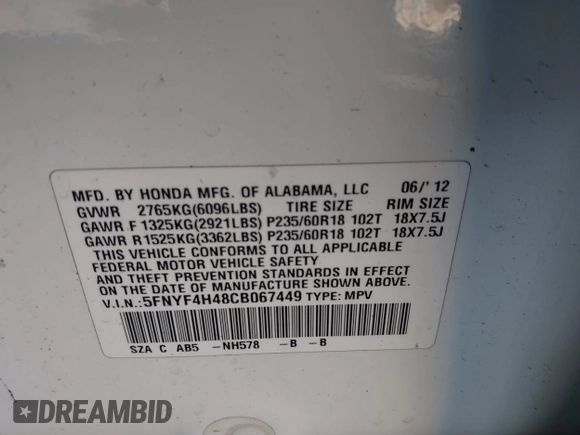 MFD. BY HONDA MFG. OF ALABAMA, LLC 06/'12
GVWR 2765KG(6096LBS) TIRE SIZE RIM SIZE
GAWR F 1325KG(2921LBS) P235/60R18 102T 18X7.5J
GAWR R1525KG(3362LBS) P235/60R18 102T 18X7.5J
THIS VEHICLE CONFORMS TO ALL APPLICABLE
FEDERAL MOTOR VEHICLE SAFETY
AND THEFT PREVENTION STANDARDS IN EFFECT
ON THE DATE OF MANUFACTURE SHOWN ABOVE.
V.I.N.:5FNYF4H48CB067449 TYPE: MPV
SZA C AB5 -NH578 -B -B
DREAMBID